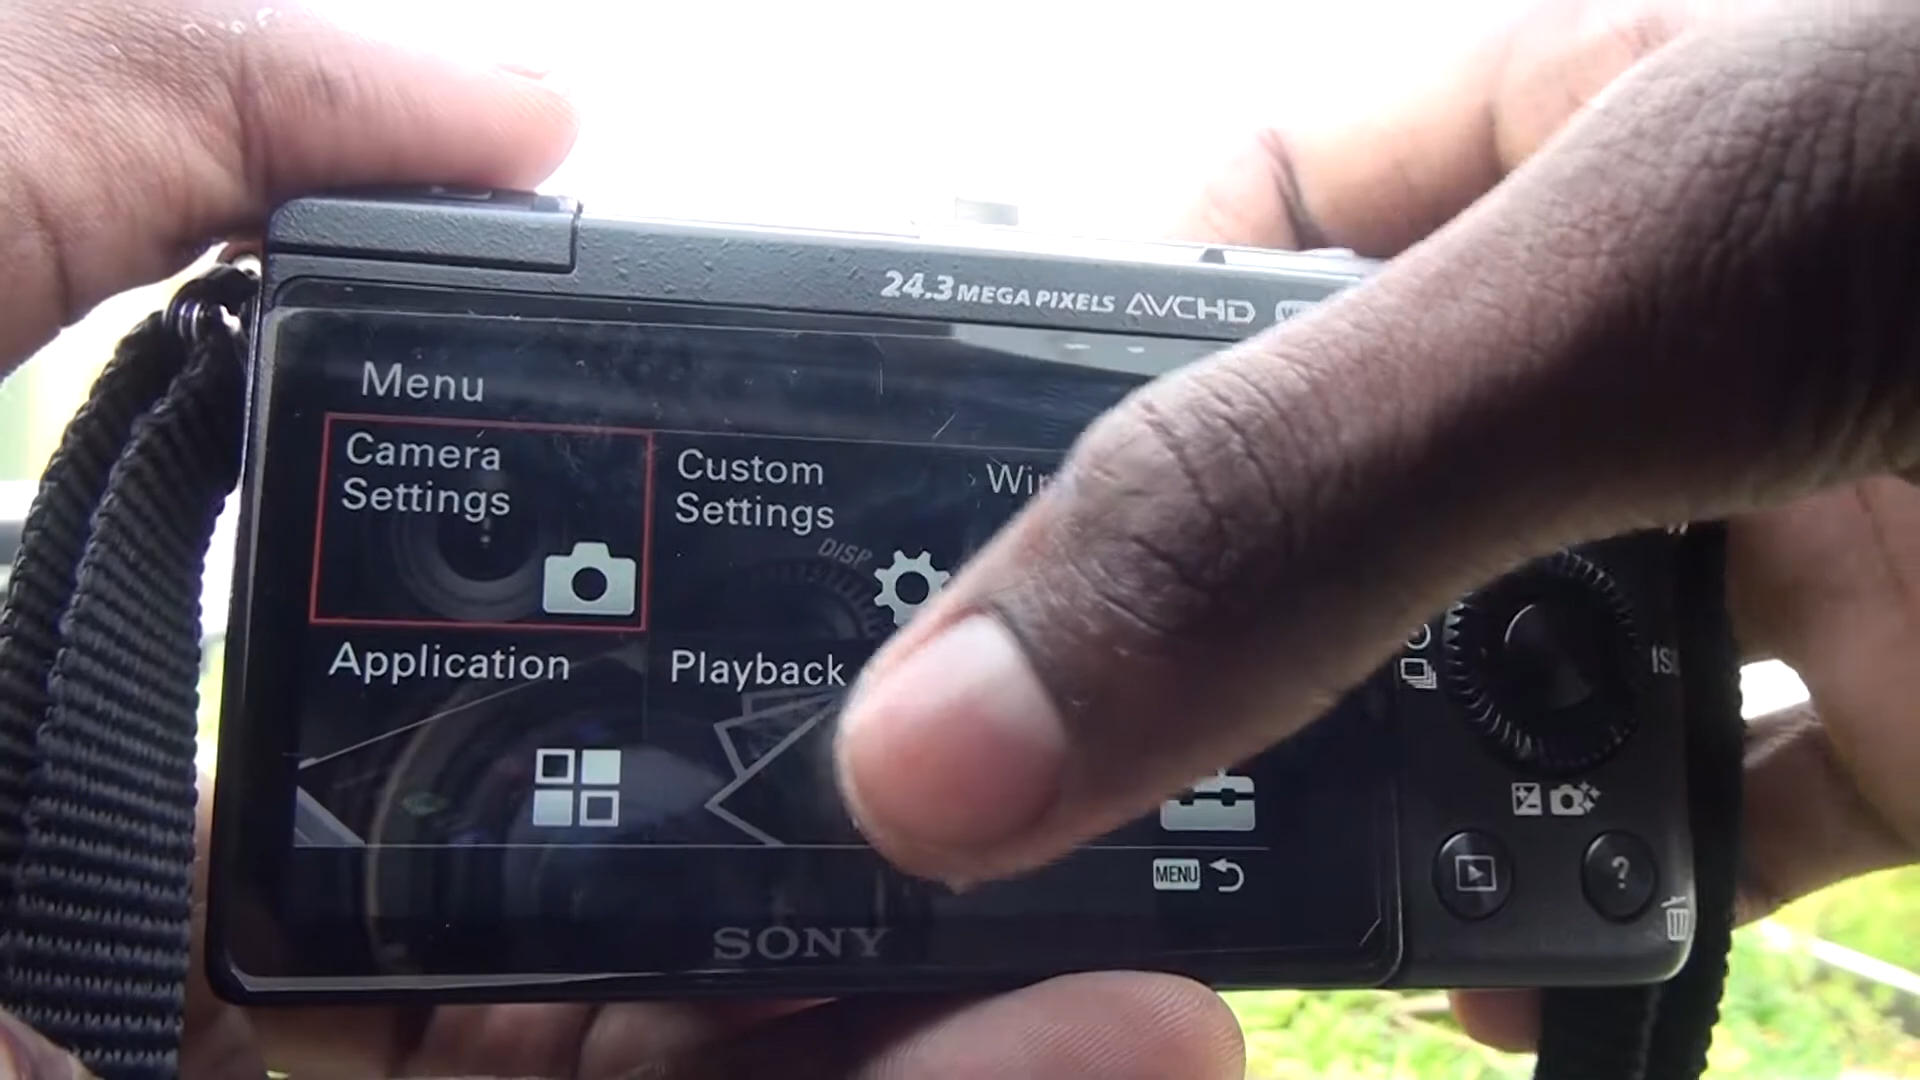 24.3 MEGA PIXELS AVCHD
Menu
Camera
Settings
Custom
Settings
DISP
Application
Playback
MENU
SONY
?